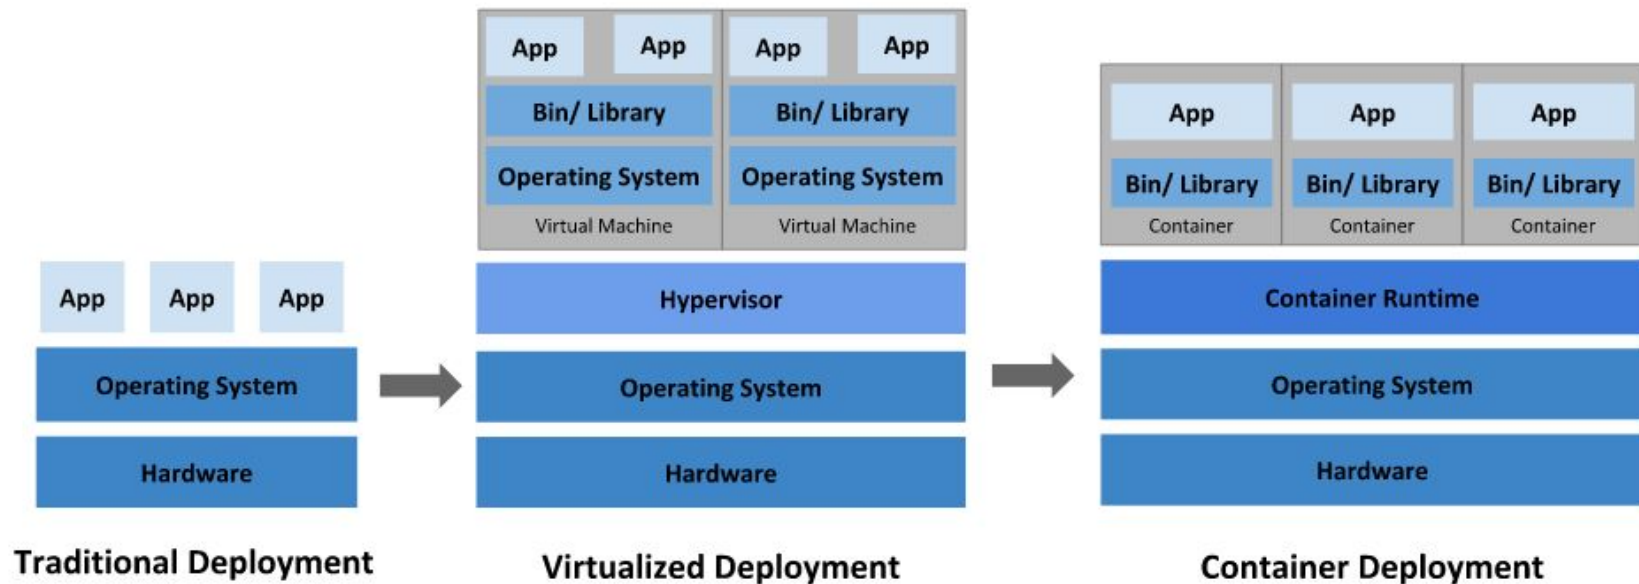 App App App
Operating System
Hardware
Traditional Deployment
App App App App
Bin/ Library Bin/ Library
Operating System Operating System
Virtual Machine Virtual Machine
Hypervisor
Operating System
Hardware
Virtualized Deployment
App App App
Bin/ Library Bin/ Library Bin/ Library
Container Container Container
Container Runtime
Operating System
Hardware
Container Deployment